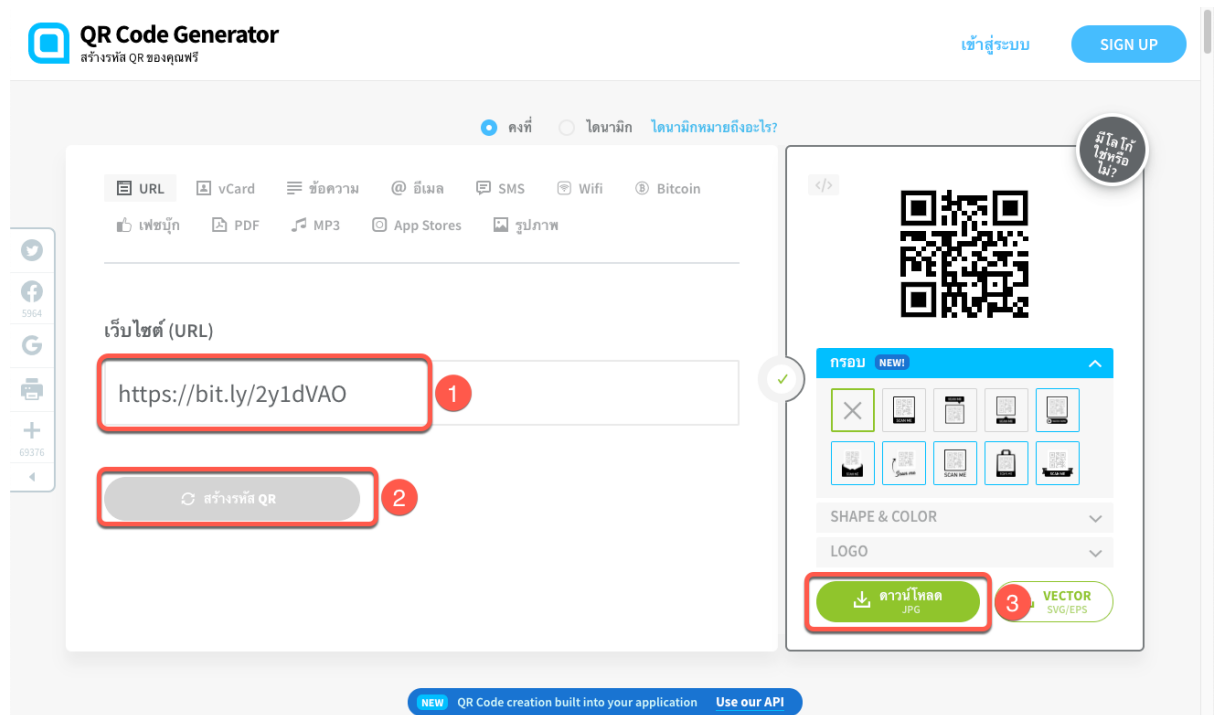 QR Code Generator
สร้างรหัส QR ของคุณฟรี
เข้าสู่ระบบ
SIGN UP
คงที่
ไดนามิก
ไดนามิกหมายถึงอะไร?
มีโลโก้
ใช่หรือ
ไม่?
URL
vCard
ข้อความ
อีเมล
SMS
Wifi
Bitcoin
เฟซบุ๊ก
PDF
MP3
App Stores
รูปภาพ
</>
5964
69376
เว็บไซต์ (URL)
https://bit.ly/2y1dVAO
1
สร้างรหัส QR
2
กรอบ NEW!
SCAN ME
SHAPE & COLOR
LOGO
ดาวน์โหลด
JPG
3
VECTOR
SVG/EPS
NEW QR Code creation built into your application Use our API